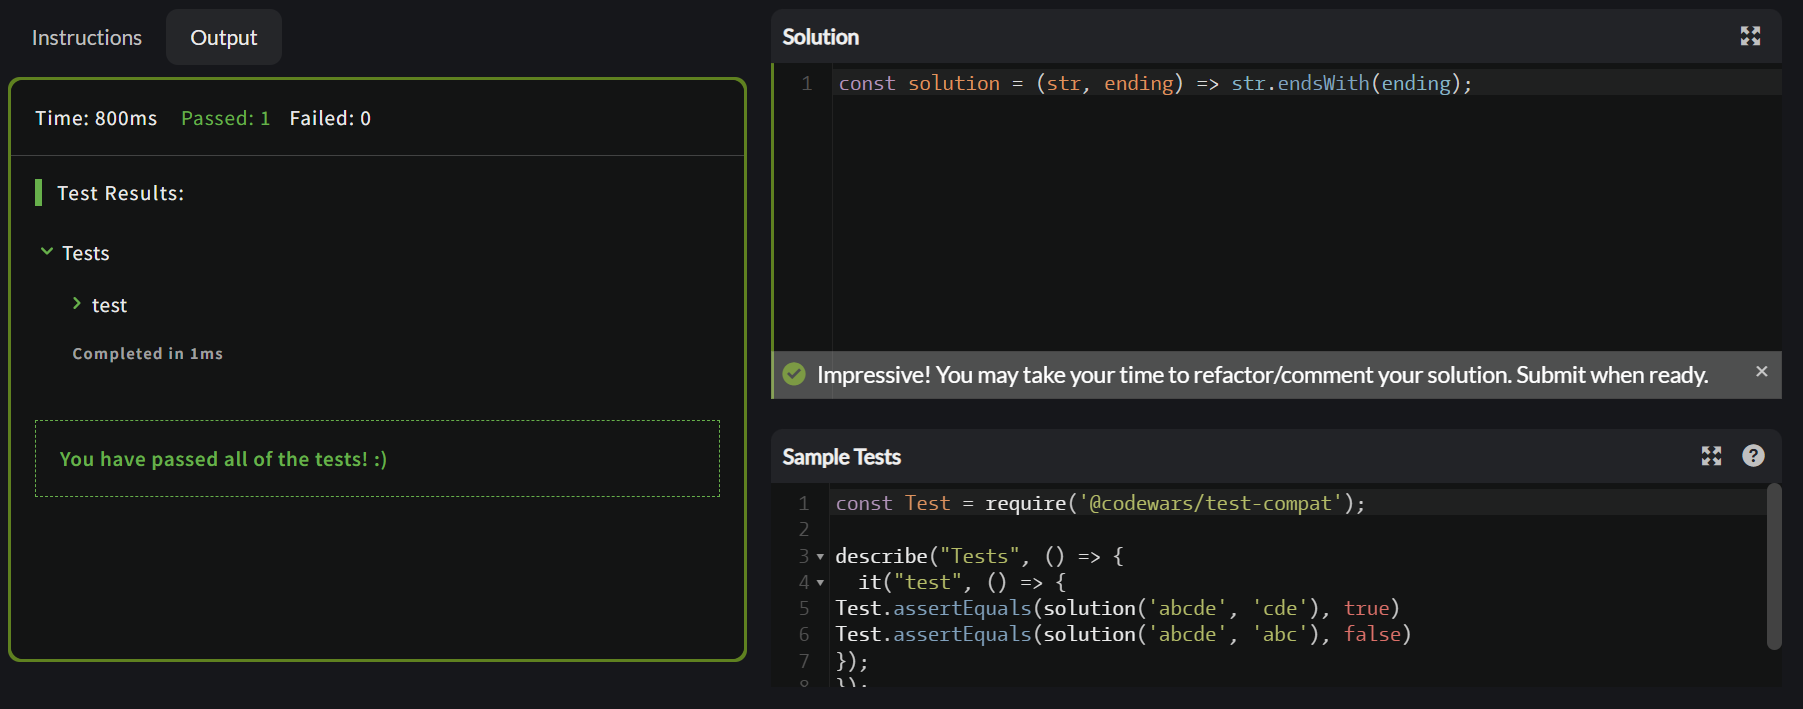 Instructions
Output
Time: 800ms Passed: 1 Failed: 0
Test Results:
Tests
test
Completed in 1ms
You have passed all of the tests! :)
Solution
1 const solution = (str, ending) => str.endsWith(ending);
Impressive! You may take your time to refactor/comment your solution. Submit when ready.
Sample Tests
1 const Test = require('@codewars/test-compat');
2
3 describe("Tests", () => {
4 it("test", () => {
5 Test.assertEquals(solution('abcde', 'cde'), true)
6 Test.assertEquals(solution('abcde', 'abc'), false)
7 });
8 });